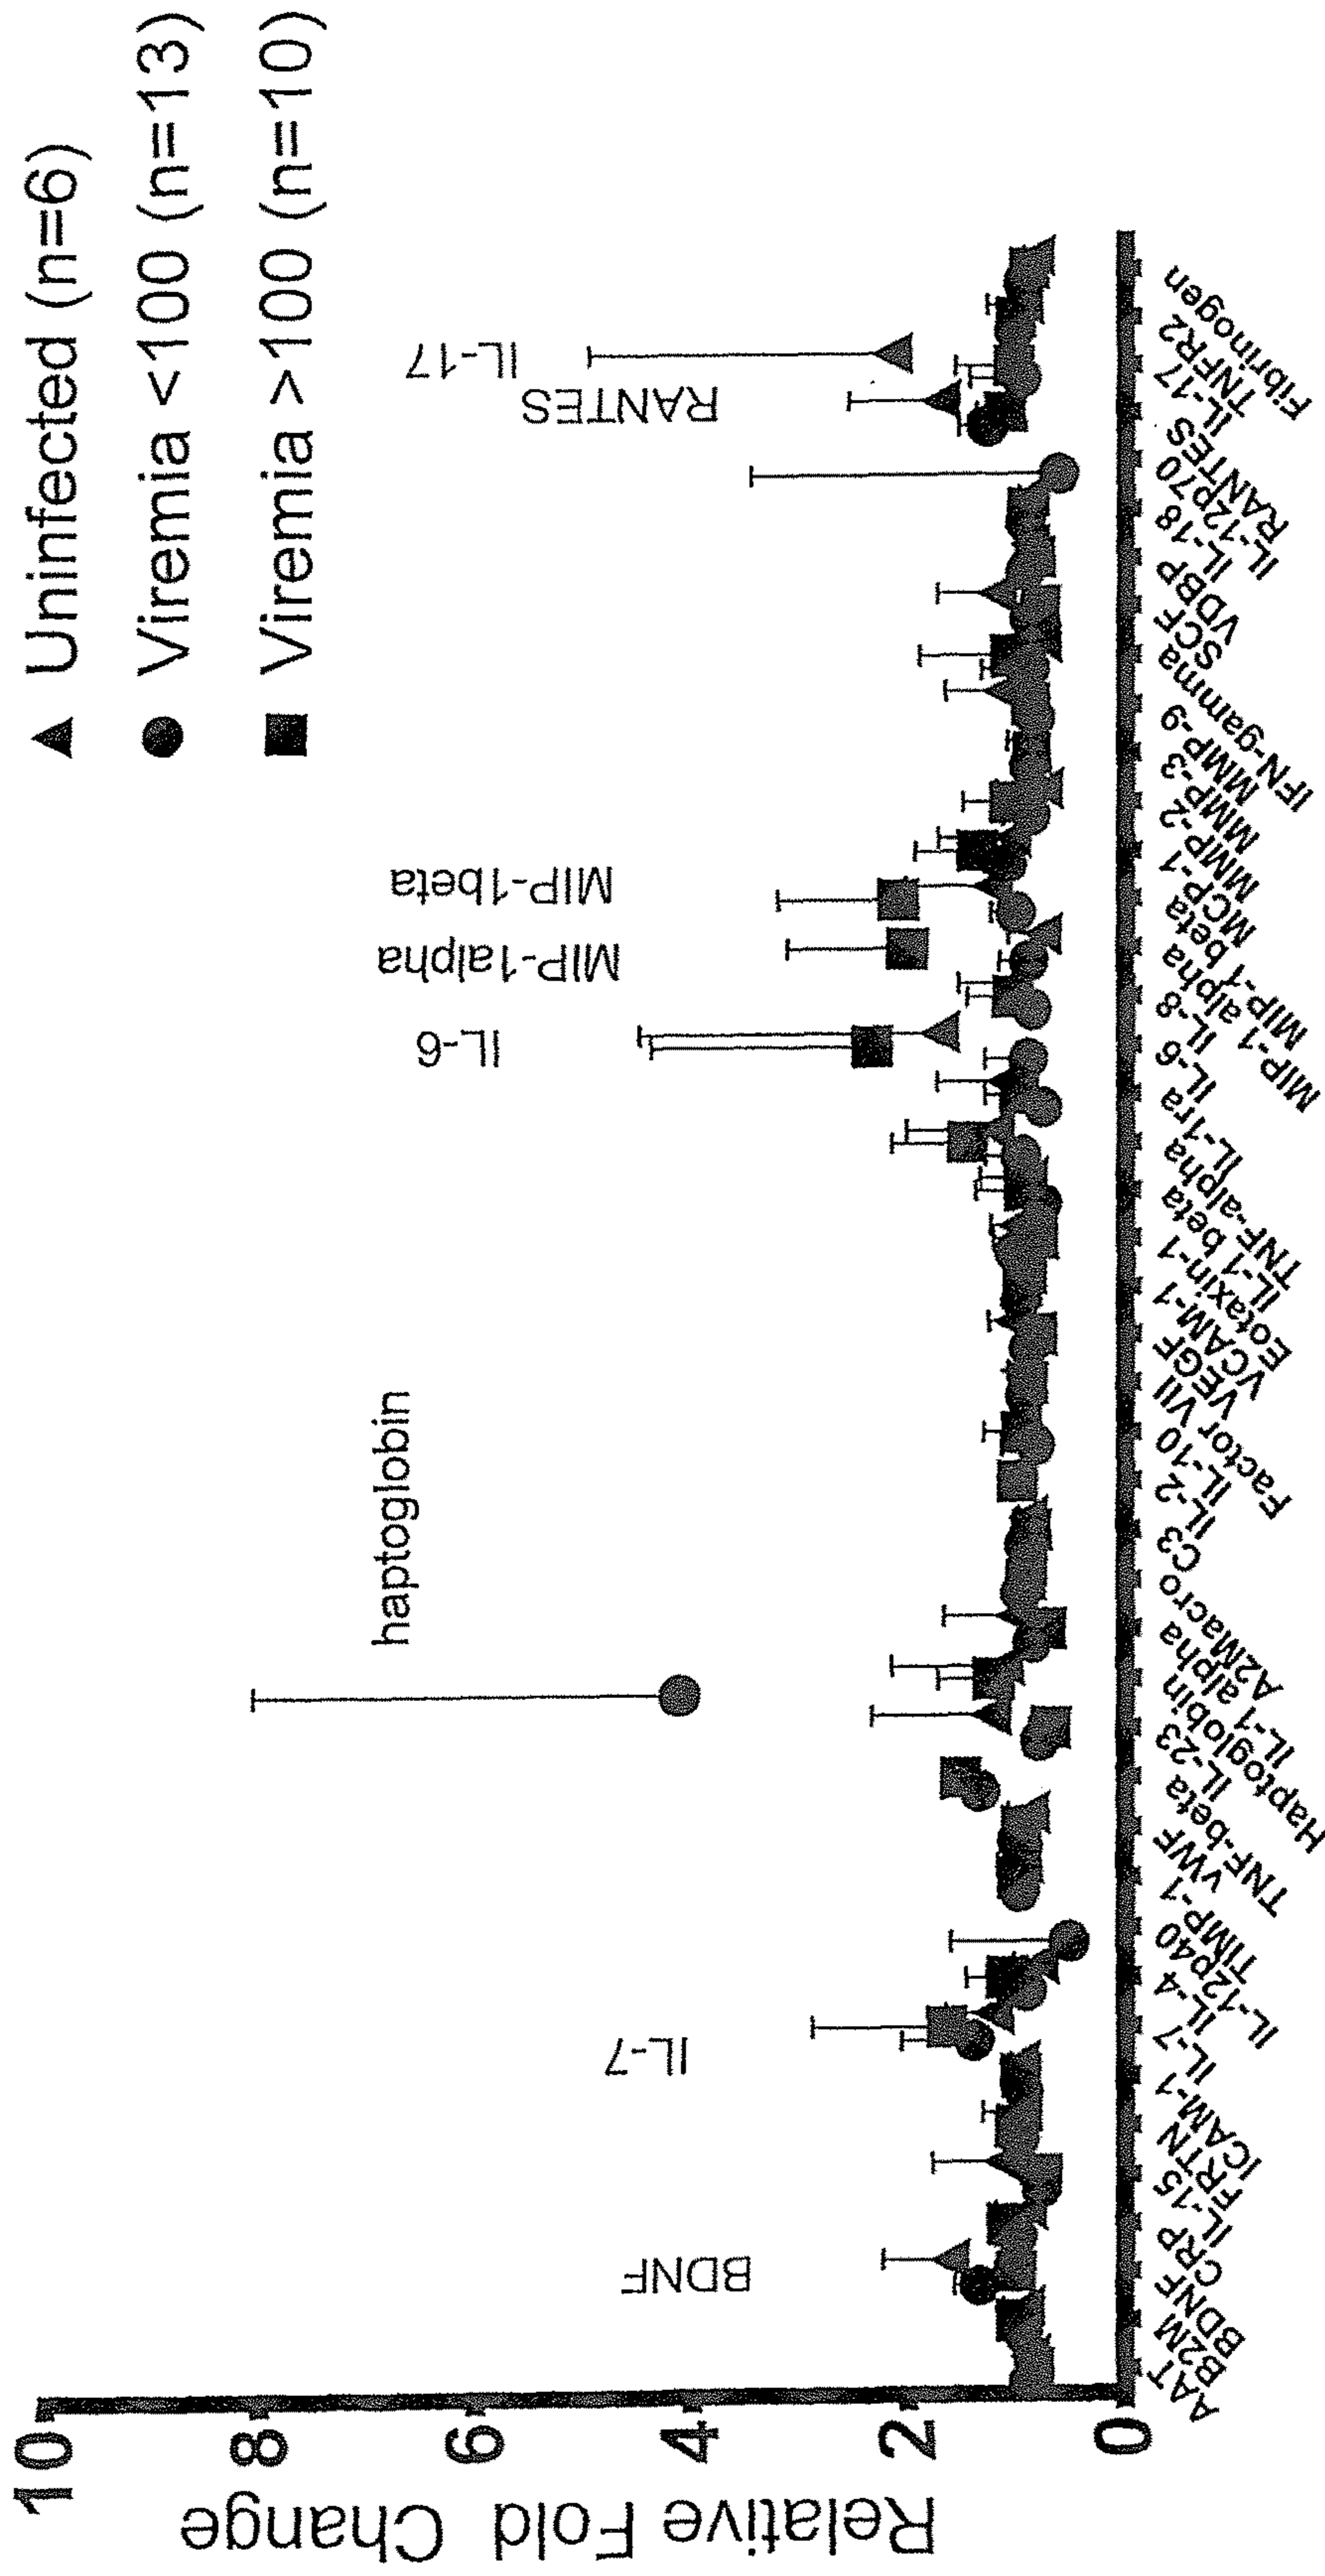 ▲ Uninfected (n=6)
● Viremia <100 (n=13)
■ Viremia >100 (n=10)
Relative Fold Change
10
8
6
4
2
0
BDNF
IL-7
haptoglobin
IL-6
MIP-1alpha
MIP-1beta
RANTES
IL-17
AAT
B2M
BDNF
CRP
IL-15
FRTN
ICAM-1
IL-7
IL-4
IL-12p40
TIMP-1
vWF
TNF-beta
IL-23
Haptoglobin
IL-1 alpha
A2Macro
C3
IL-2
IL-10
Factor VII
VEGF
VCAM-1
Eotaxin-1
IL-1 beta
TNF-alpha
IL-1ra
IL-6
IL-8
MIP-1 alpha
MIP-1 beta
MCP-1
MMP-2
MMP-3
MMP-9
IFN-gamma
SCF
VDBP
IL-18
IL-12p70
RANTES
IL-17
TNFR2
Fibrinogen